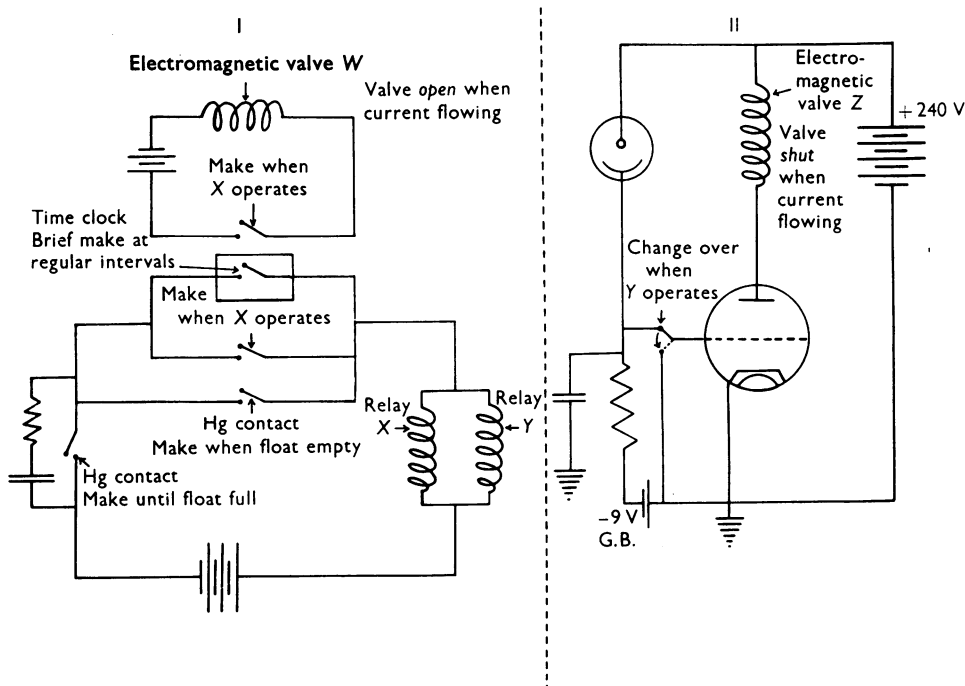 I
Electromagnetic valve W
Valve open when
current flowing
Make when
X operates
Time clock
Brief make at
regular intervals
Make
when X operates
Hg contact
Make when float empty
Relay
X
Relay
Y
Hg contact
Make until float full
II
Electro-
magnetic
valve Z
+ 240 V
Valve
shut
when
current
flowing
Change over
when
Y operates
–9 V
G.B.